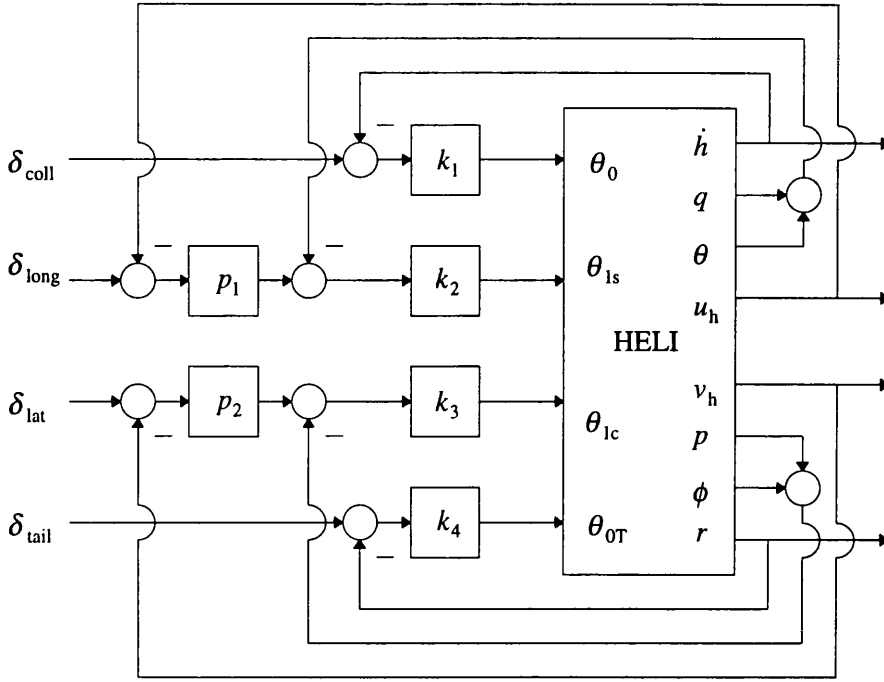 δcoll
k1
θ0
ḣ
q
δlong
p1
k2
θ1s
θ
uh
HELI
δlat
p2
k3
θ1c
vh
p
ϕ
δtail
k4
θ0T
r